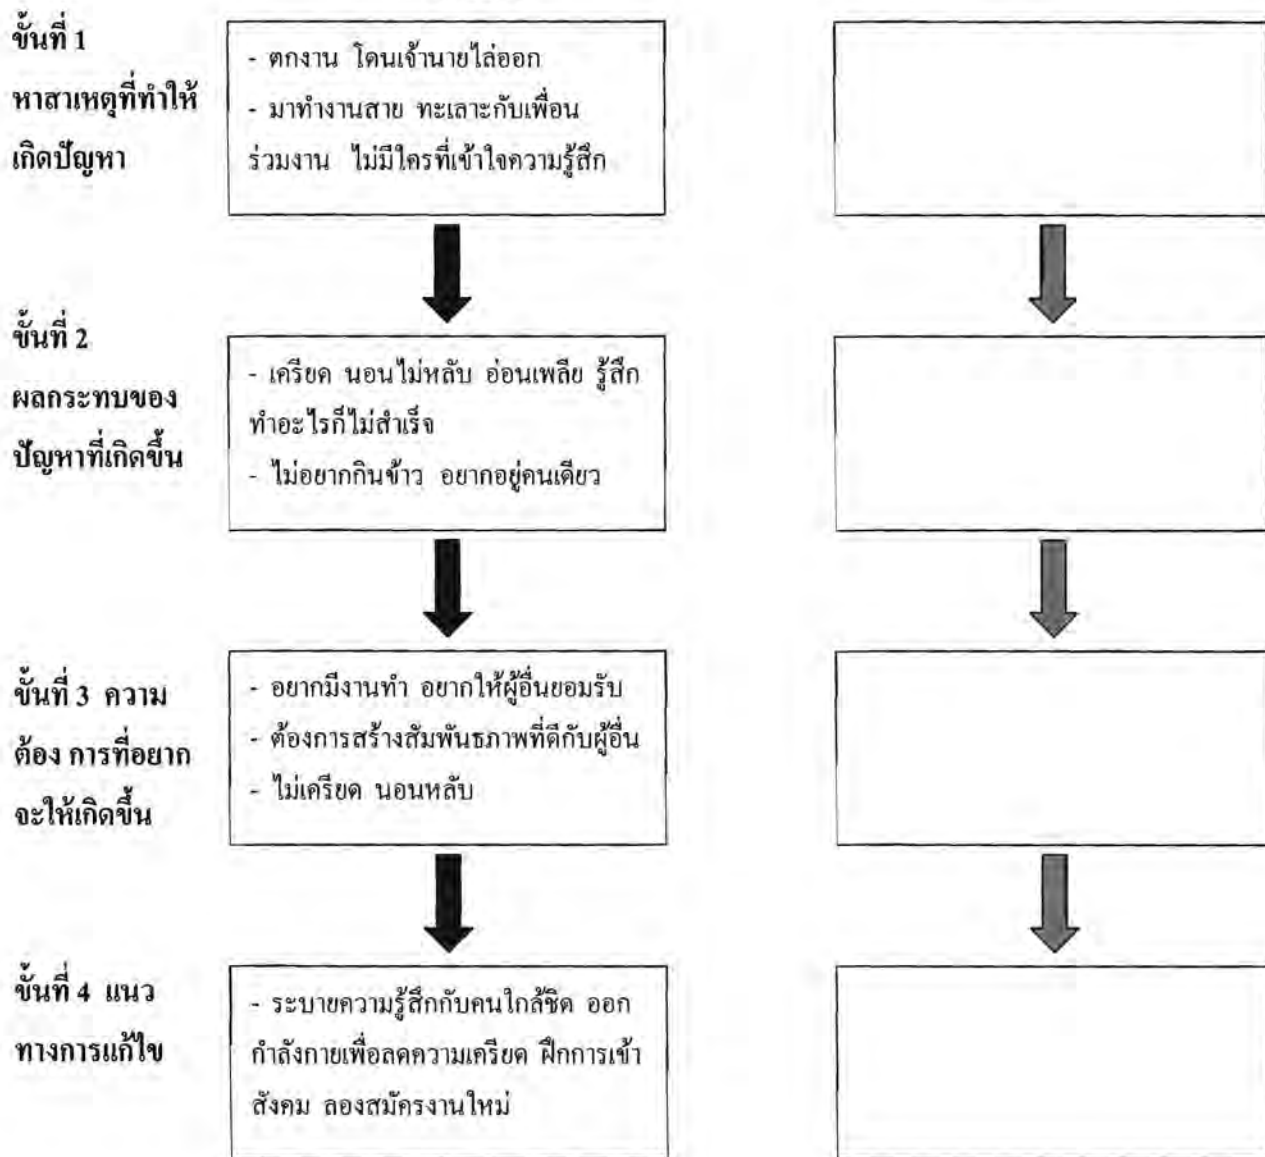 ขั้นที่ 1
หาสาเหตุที่ทำให้
เกิดปัญหา
- ตกงาน โดนเจ้านายไล่ออก
- มาทำงานสาย ทะเลาะกับเพื่อน
ร่วมงาน ไม่มีใครที่เข้าใจความรู้สึก
ขั้นที่ 2
ผลกระทบของ
ปัญหาที่เกิดขึ้น
- เครียด นอนไม่หลับ อ่อนเพลีย รู้สึก
ทำอะไรก็ไม่สำเร็จ
- ไม่อยากกินข้าว อยากอยู่คนเดียว
ขั้นที่ 3 ความ
ต้อง การที่อยาก
จะให้เกิดขึ้น
- อยากมีงานทำ อยากให้ผู้อื่นยอมรับ
- ต้องการสร้างสัมพันธภาพที่ดีกับผู้อื่น
- ไม่เครียด นอนหลับ
ขั้นที่ 4 แนว
ทางการแก้ไข
- ระบายความรู้สึกกับคนใกล้ชิด ออก
กำลังกายเพื่อลดความเครียด ฝึกการเข้า
สังคม ลองสมัครงานใหม่